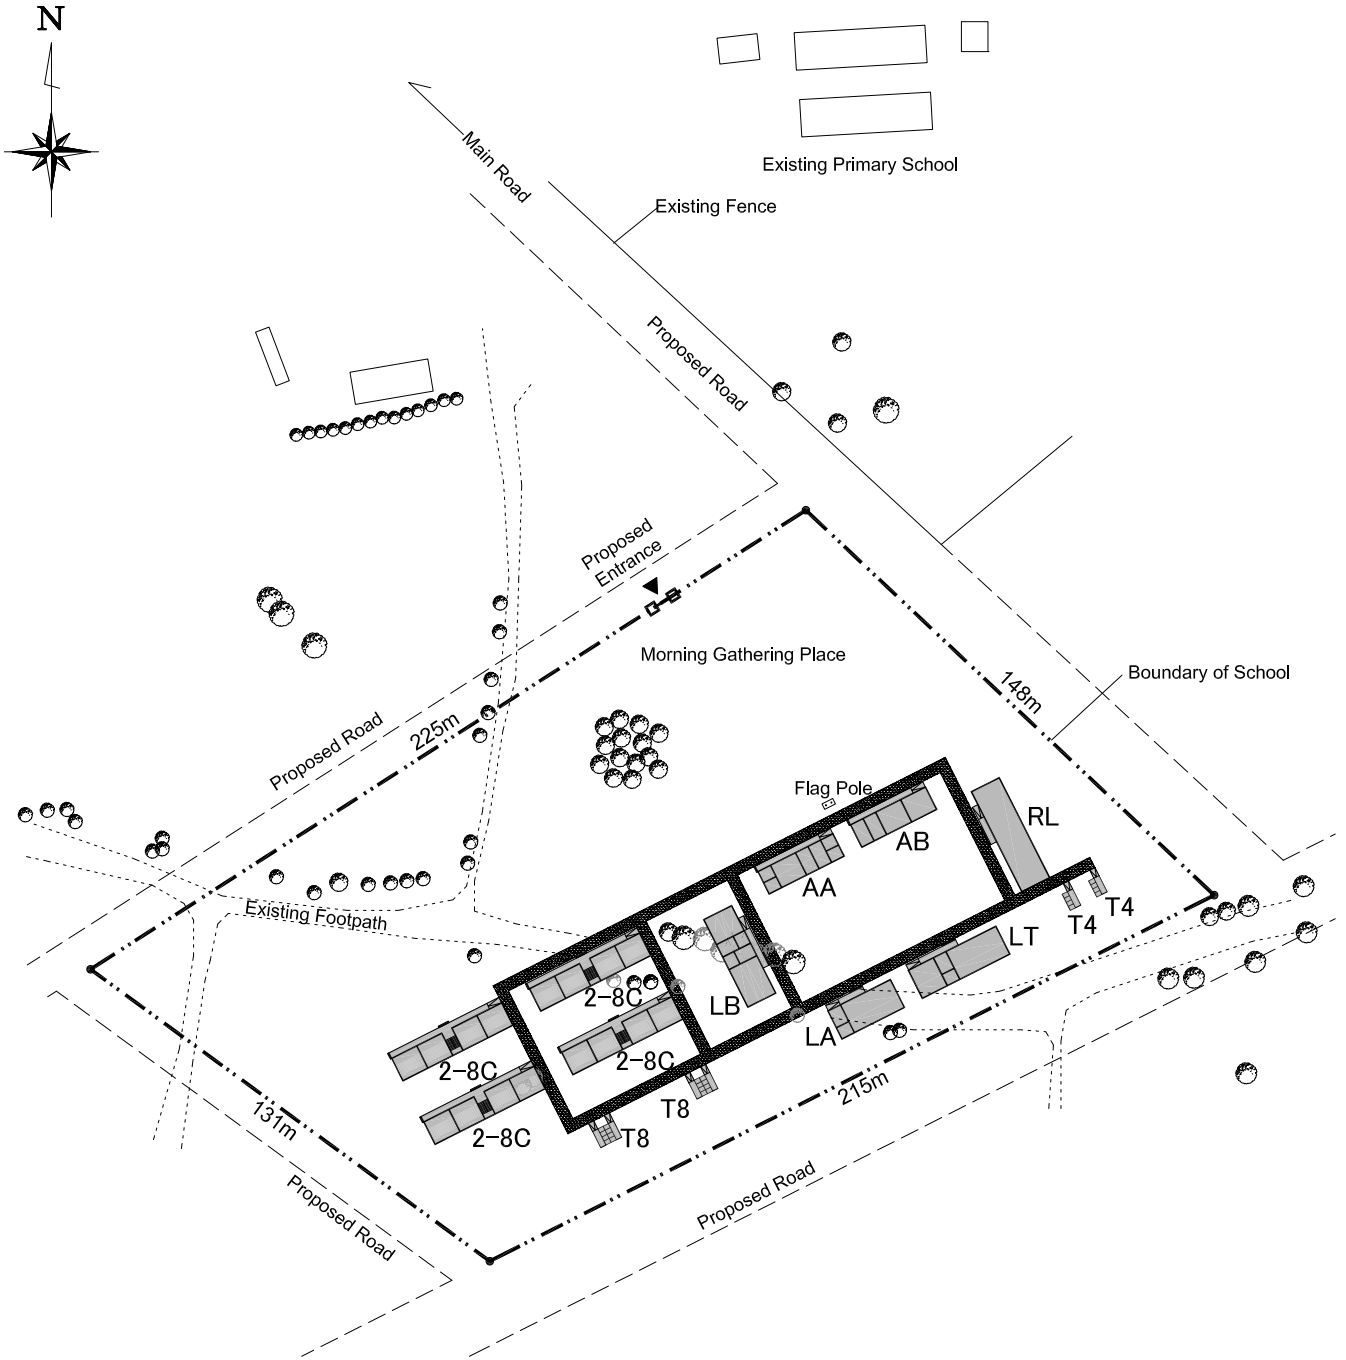 N
Main Road
Existing Primary School
Existing Fence
Proposed Road
Proposed
Entrance
Morning Gathering Place
Boundary of School
148m
225m
Proposed Road
Flag Pole
RL
AB
AA
Existing Footpath
T4
T4
LT
2-8C
LB
LA
2-8C
2-8C
215m
T8
131m
2-8C
T8
Proposed Road
Proposed Road